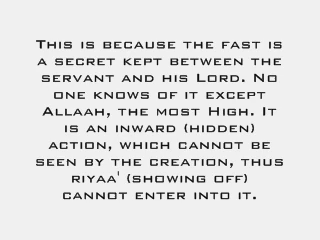 This is because the fast is
a secret kept between the
servant and his Lord. No
one knows of it except
Allaah, the most High. It
is an inward (hidden)
action, which cannot be
seen by the creation, thus
riyaa' (showing off)
cannot enter into it.